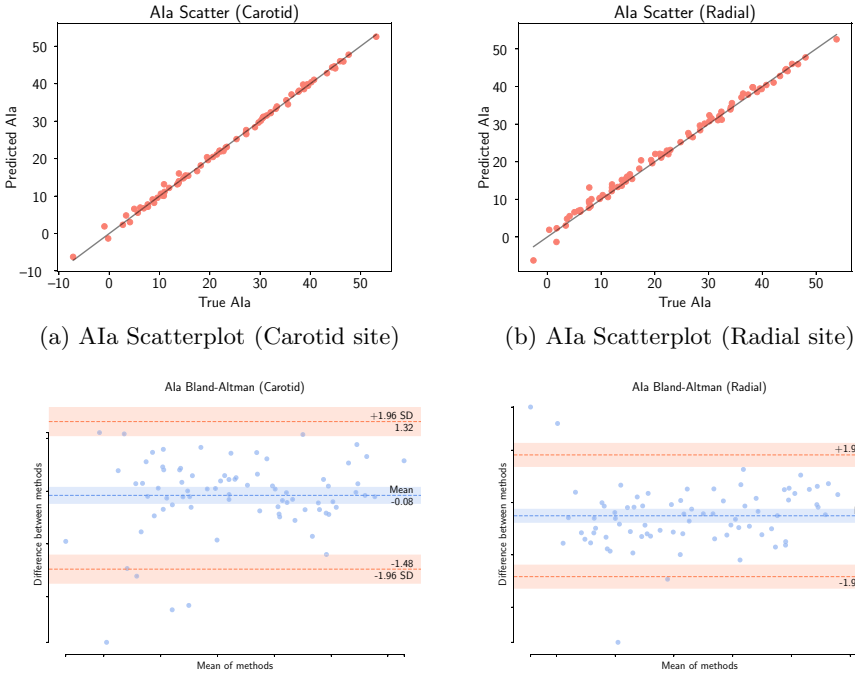 AIa Scatter (Carotid)
50
40
30
20
10
0
−10
Predicted AIa
−10 0 10 20 30 40 50
True AIa
(a) AIa Scatterplot (Carotid site)
AIa Scatter (Radial)
50
40
30
20
10
0
Predicted AIa
0 10 20 30 40 50
True AIa
(b) AIa Scatterplot (Radial site)
AIa Bland-Altman (Carotid)
Difference between methods
+1.96 SD
1.32
Mean
-0.08
-1.48
-1.96 SD
Mean of methods
AIa Bland-Altman (Radial)
Difference between methods
+1.9
-1.9
Mean of methods